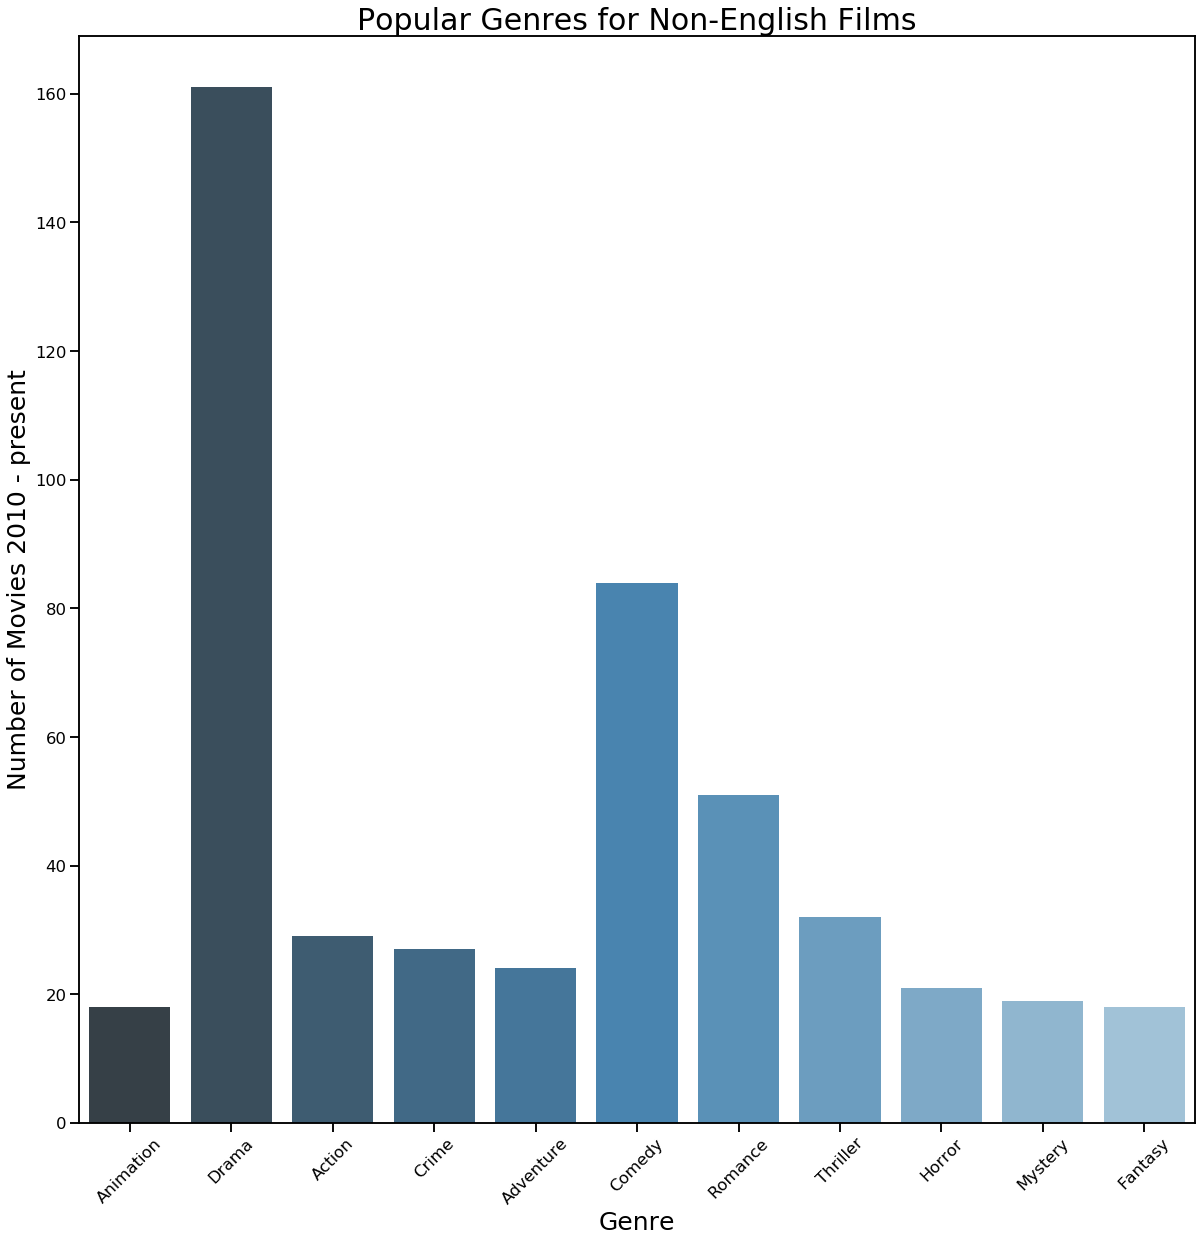 Popular Genres for Non-English Films
Number of Movies 2010 - present
160
140
120
100
80
60
40
20
0
Animation
Drama
Action
Crime
Adventure
Comedy
Romance
Thriller
Horror
Mystery
Fantasy
Genre